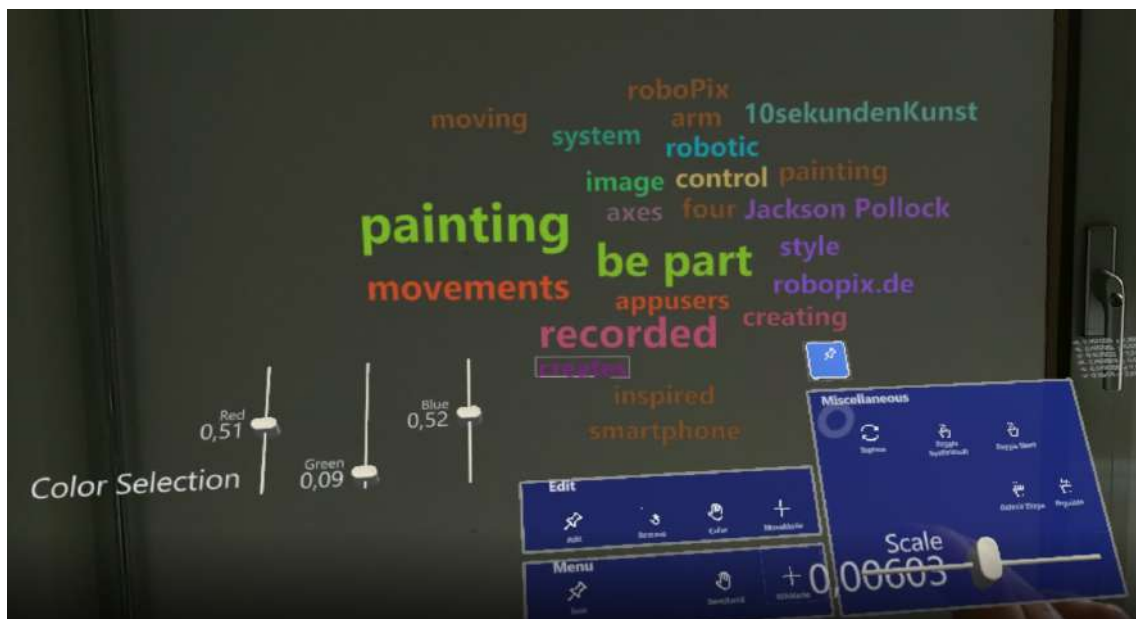 roboPix
moving
arm
10sekundenKunst
system
robotic
image
control
painting
axes
four
Jackson Pollock
painting
be part
style
movements
robopix.de
appusers
creating
recorded
creates
inspired
smartphone
Red
0,51
Green
0,09
Blue
0,52
Color Selection
Miscellaneous
Edit
Color
Menu
Scale
0,00603